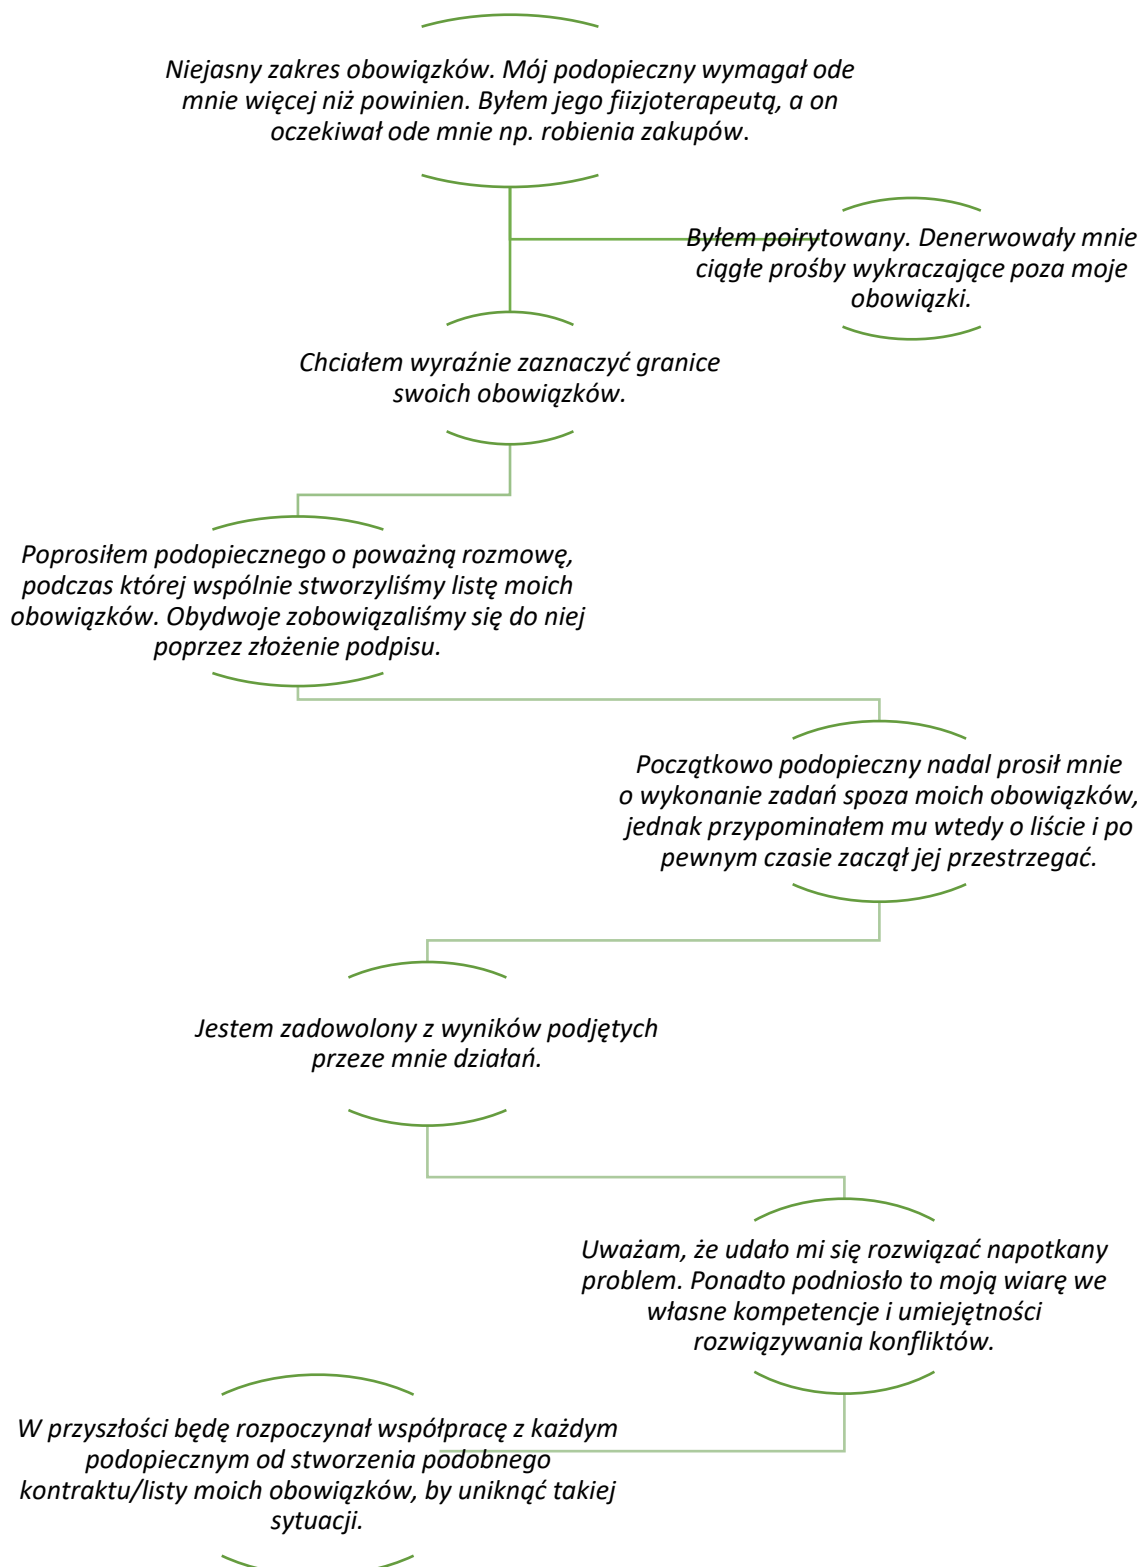 Niejasny zakres obowiązków. Mój podopieczny wymagał ode
mnie więcej niż powinien. Byłem jego fiizjoterapeutą, a on
oczekiwał ode mnie np. robienia zakupów.
Byłem poirytowany. Denerwowały mnie
ciągłe prośby wykraczające poza moje
obowiązki.
Chciałem wyraźnie zaznaczyć granice
swoich obowiązków.
Poprosiłem podopiecznego o poważną rozmowę,
podczas której wspólnie stworzyliśmy listę moich
obowiązków. Obydwoje zobowiązaliśmy się do niej
poprzez złożenie podpisu.
Początkowo podopieczny nadal prosił mnie
o wykonanie zadań spoza moich obowiązków,
jednak przypominałem mu wtedy o liście i po
pewnym czasie zaczął jej przestrzegać.
Jestem zadowolony z wyników podjętych
przeze mnie działań.
Uważam, że udało mi się rozwiązać napotkany
problem. Ponadto podniosło to moją wiarę we
własne kompetencje i umiejętności
rozwiązywania konfliktów.
W przyszłości będę rozpoczynał współpracę z każdym
podopiecznym od stworzenia podobnego
kontraktu/listy moich obowiązków, by uniknąć takiej
sytuacji.